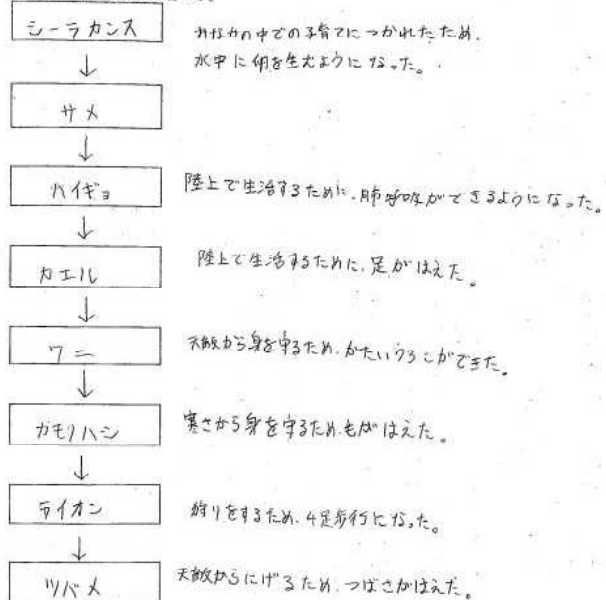 シーラカンス
おなかの中での子育てにつかれたため、
水中に卵を生むようになった。
↓
サメ
↓
ハイギョ
陸上で生活するために、肺呼吸ができるようになった。
↓
カエル
陸上で生活するために、足がはえた。
↓
ワニ
天敵から身を守るため、かたいうろこができた。
↓
カモノハシ
寒さから身を守るため、毛がはえた。
↓
ライオン
狩りをするため、4足歩行になった。
↓
ツバメ
天敵からにげるため、つばさがはえた。